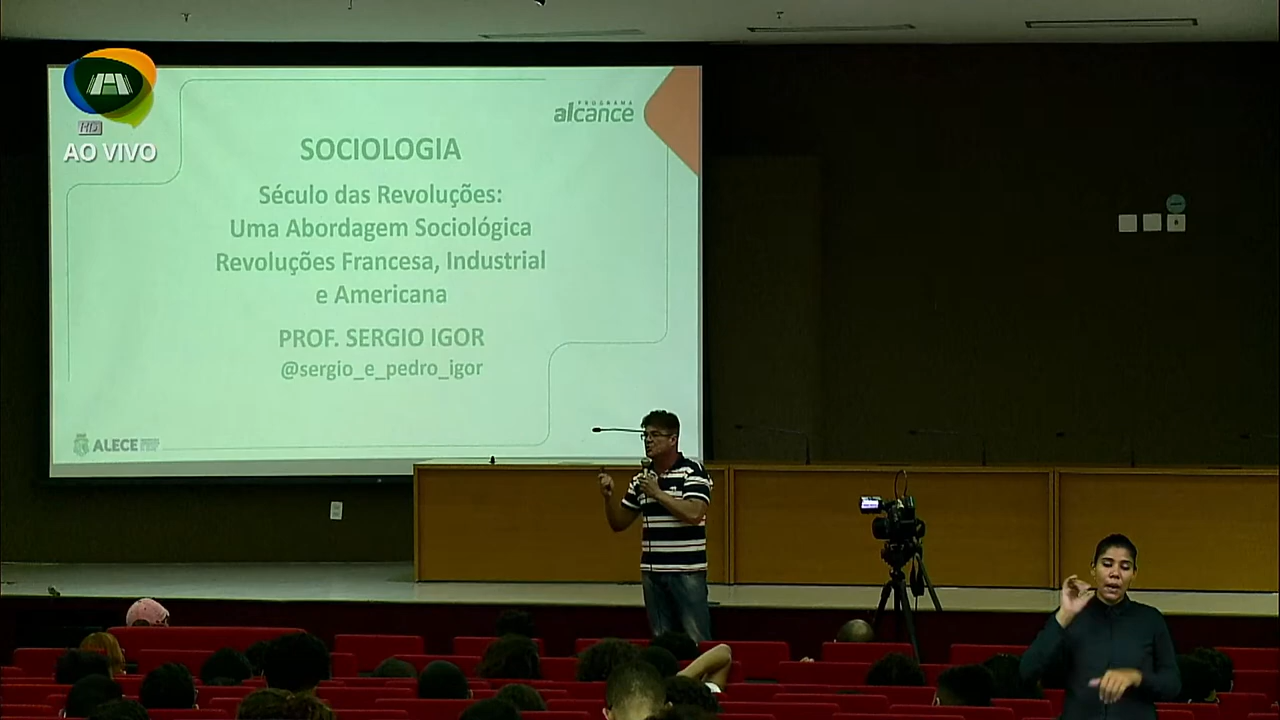 HD
AO VIVO
PROGRAMA
alcance
SOCIOLOGIA
Século das Revoluções:
Uma Abordagem Sociológica
Revoluções Francesa, Industrial
e Americana
PROF. SERGIO IGOR
@sergio_e_pedro_igor
ALECE